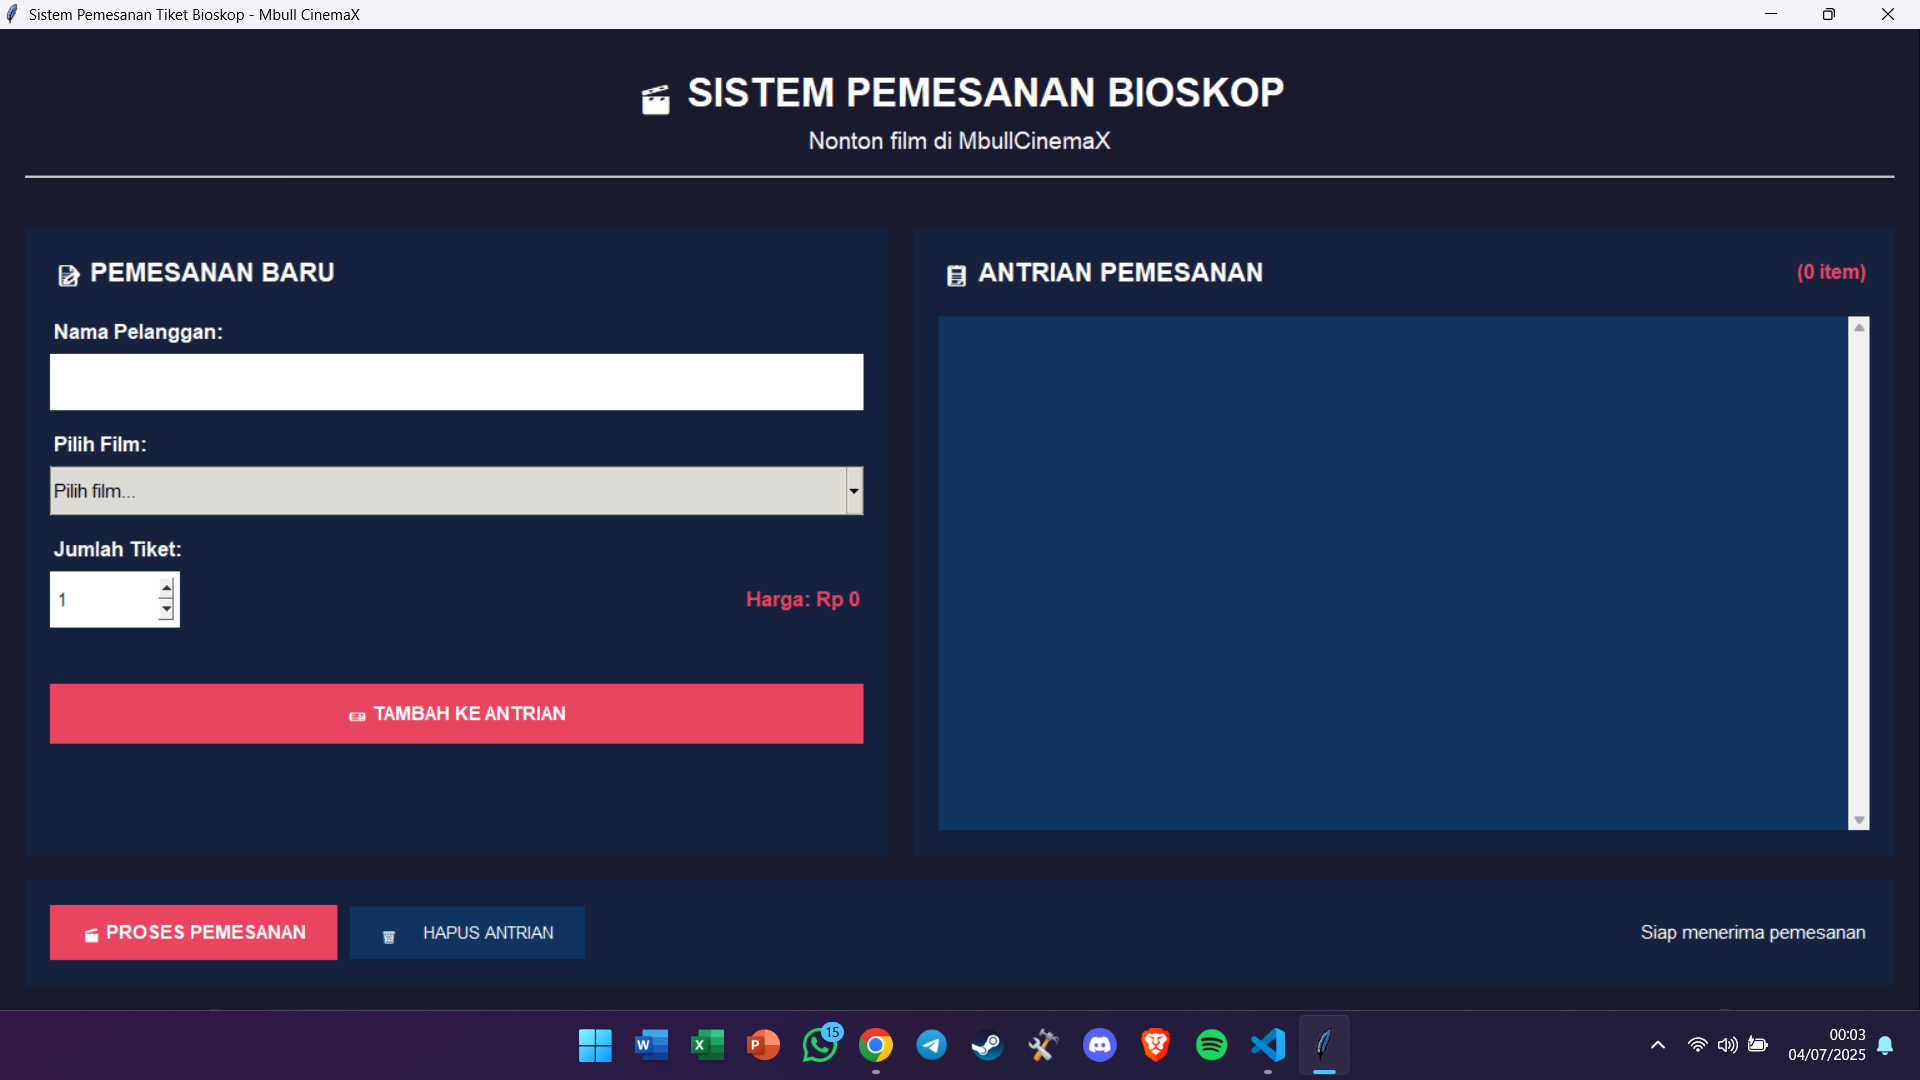 Sistem Pemesanan Tiket Bioskop - Mbull CinemaX
SISTEM PEMESANAN BIOSKOP
Nonton film di MbullCinemaX
PEMESANAN BARU
Nama Pelanggan:
Pilih Film:
Pilih film...
Jumlah Tiket:
1
Harga: Rp 0
TAMBAH KE ANTRIAN
ANTRIAN PEMESANAN
(0 item)
PROSES PEMESANAN
HAPUS ANTRIAN
Siap menerima pemesanan
W
X
P
15
00:03
04/07/2025